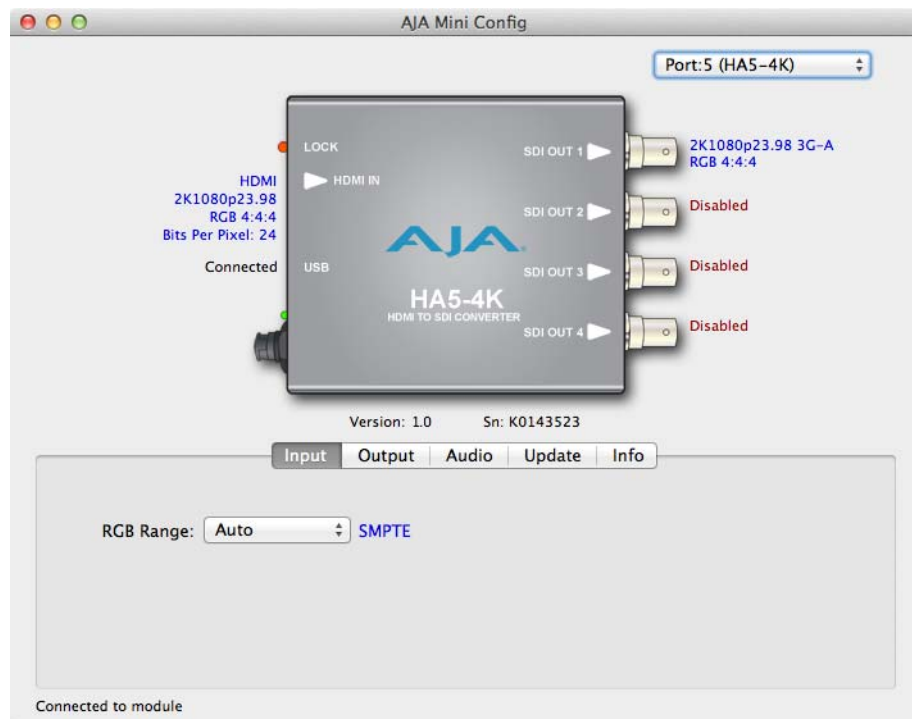 AJA Mini Config
Port:5 (HA5-4K)
LOCK
HDMI IN
HDMI
2K1080p23.98
RGB 4:4:4
Bits Per Pixel: 24
Connected
USB
AJA
HA5-4K
HDMI TO SDI CONVERTER
SDI OUT 1
2K1080p23.98 3G-A
RGB 4:4:4
SDI OUT 2
Disabled
SDI OUT 3
Disabled
SDI OUT 4
Disabled
Version: 1.0 Sn: K0143523
Input Output Audio Update Info
RGB Range: Auto SMPTE
Connected to module